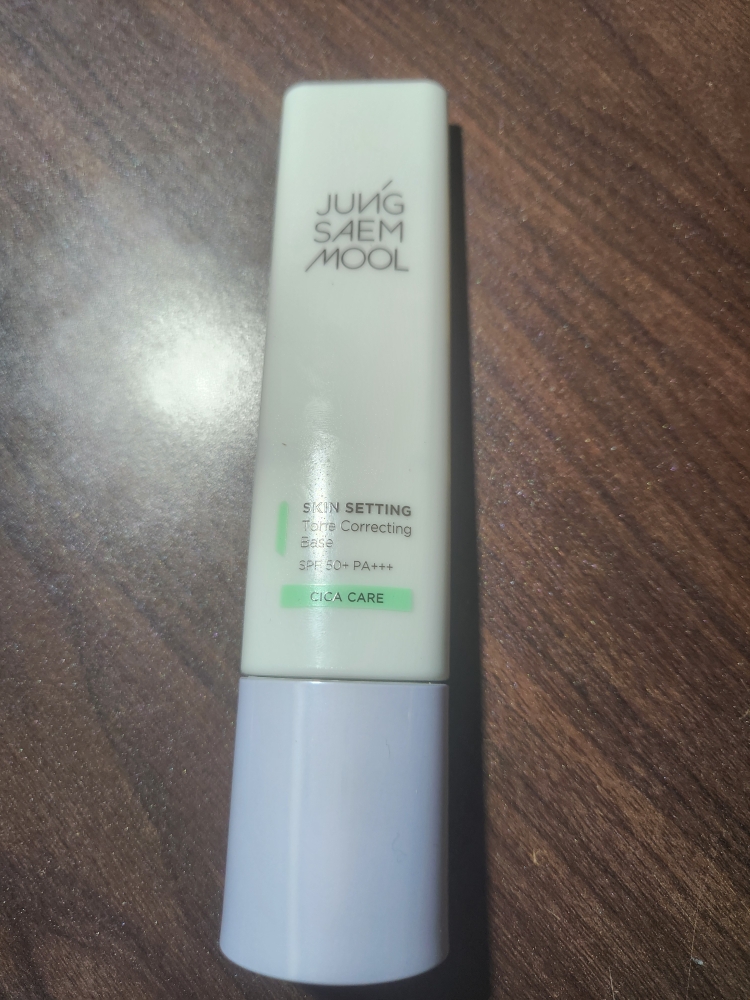 JUNG
SAEM
MOOL
SKIN SETTING
Tone Correcting
Base
SPF 50+ PA+++
CICA CARE